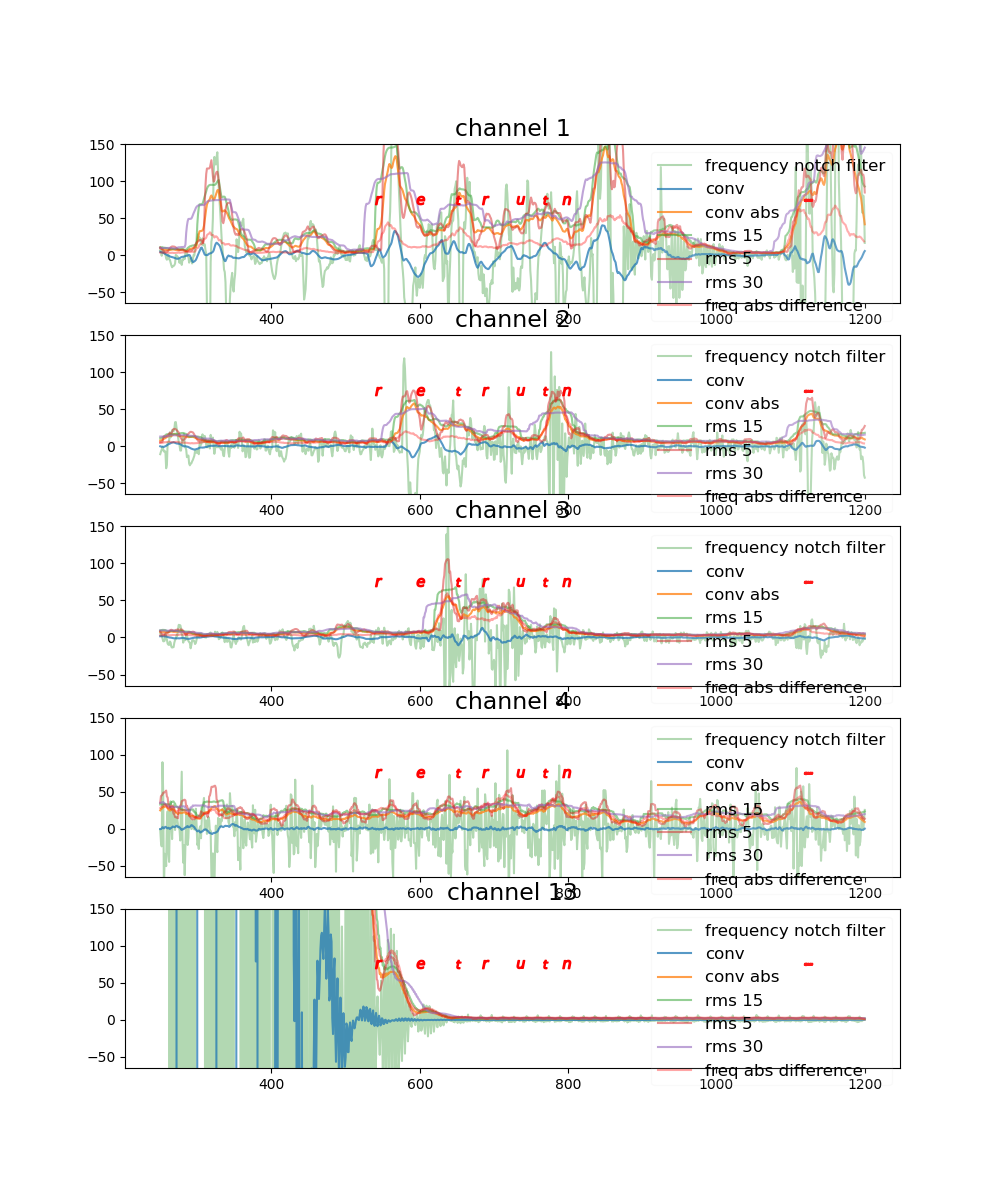 channel 1
150
100
50
0
−50
r e t r u t n -
frequency notch filter
conv
conv abs
rms 15
rms 5
rms 30
freq abs difference
400 600 800 1000 1200
channel 2
150
100
50
0
−50
r e t r u t n -
frequency notch filter
conv
conv abs
rms 15
rms 5
rms 30
freq abs difference
400 600 800 1000 1200
channel 3
150
100
50
0
−50
r e t r u t n -
frequency notch filter
conv
conv abs
rms 15
rms 5
rms 30
freq abs difference
400 600 800 1000 1200
channel 4
150
100
50
0
−50
r e t r u t n -
frequency notch filter
conv
conv abs
rms 15
rms 5
rms 30
freq abs difference
400 600 800 1000 1200
channel 13
150
100
50
0
−50
r e t r u t n -
frequency notch filter
conv
conv abs
rms 15
rms 5
rms 30
freq abs difference
400 600 800 1000 1200